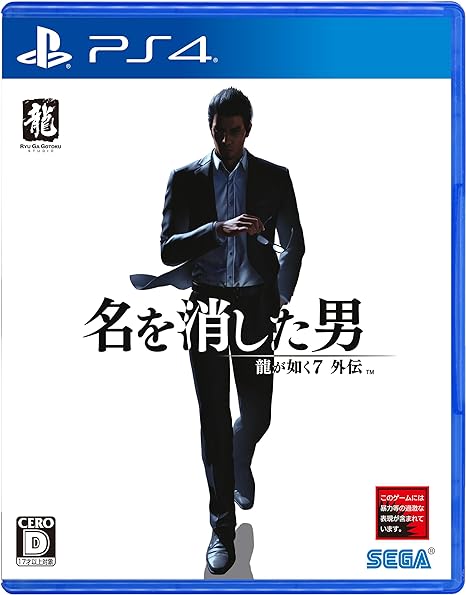 PS4
龍
RYU GA GOTOKU
STUDIO
名を消した男
龍が如く7 外伝 TM
CERO
D
17才以上対象
このゲームには
暴力等の過激な
表現が含まれて
います。
SEGA®